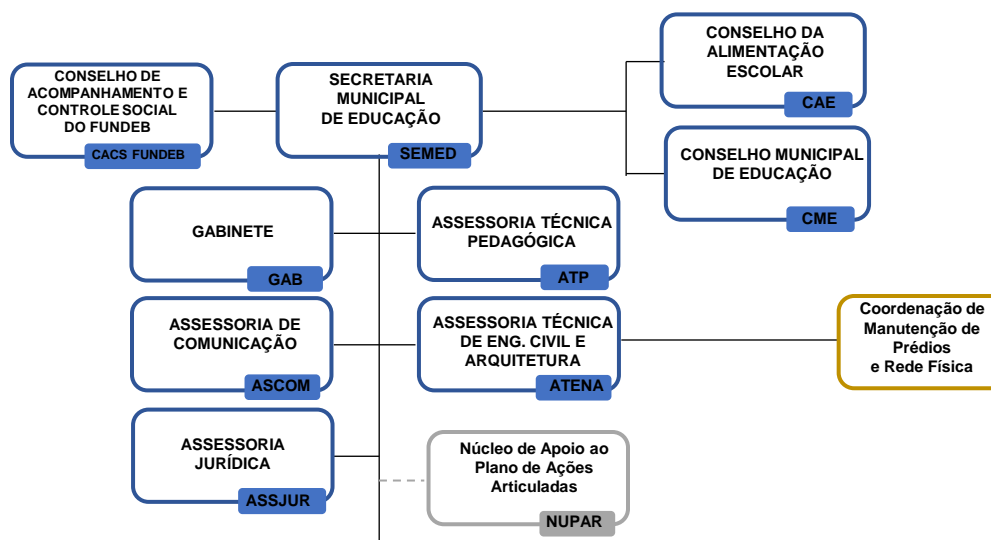 CONSELHO DE
ACOMPANHAMENTO E
CONTROLE SOCIAL
DO FUNDEB
CACS FUNDEB
SECRETARIA
MUNICIPAL
DE EDUCAÇÃO
SEMED
CONSELHO DA
ALIMENTAÇÃO
ESCOLAR
CAE
CONSELHO MUNICIPAL
DE EDUCAÇÃO
CME
GABINETE
GAB
ASSESSORIA TÉCNICA
PEDAGÓGICA
ATP
ASSESSORIA DE
COMUNICAÇÃO
ASCOM
ASSESSORIA TÉCNICA
DE ENG. CIVIL E
ARQUITETURA
ATENA
Coordenação de
Manutenção de
Prédios
e Rede Física
ASSESSORIA
JURÍDICA
ASSJUR
Núcleo de Apoio ao
Plano de Ações
Articuladas
NUPAR